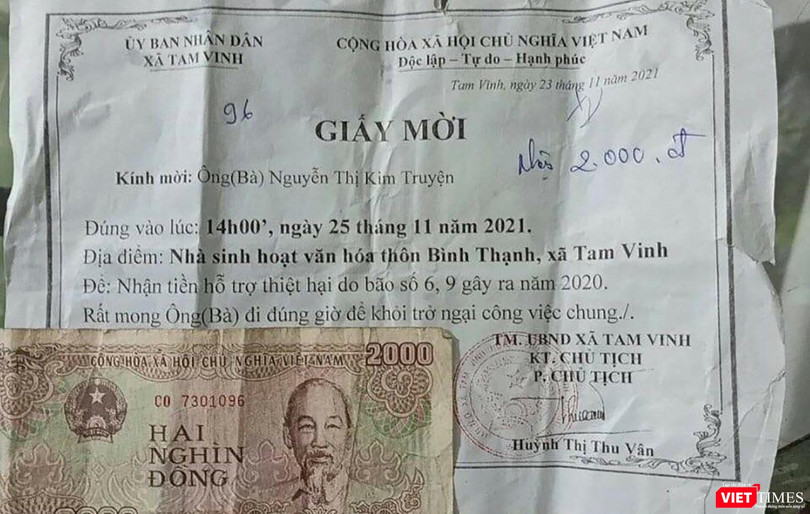 ỦY BAN NHÂN DÂN
XÃ TAM VINH
CỘNG HÒA XÃ HỘI CHỦ NGHĨA VIỆT NAM
Độc lập – Tự do – Hạnh phúc
Tam Vinh, ngày 23 tháng 11 năm 2021
96
GIẤY MỜI
2.000.đ
Kính mời: Ông(Bà) Nguyễn Thị Kim Truyện
Đúng vào lúc: 14h00’, ngày 25 tháng 11 năm 2021.
Địa điểm: Nhà sinh hoạt văn hóa thôn Bình Thạnh, xã Tam Vinh
Đề: Nhận tiền hỗ trợ thiệt hại do bão số 6, 9 gây ra năm 2020.
Rất mong Ông(Bà) đi đúng giờ để khỏi trở ngại công việc chung./.
TM. UBND XÃ TAM VINH
KT. CHỦ TỊCH
P. CHỦ TỊCH
Huỳnh Thị Thu Vân
CỘNG HÒA XÃ HỘI CHỦ NGHĨA VIỆT NAM
2000
CO 7301096
HAI
NGHÌN
ĐỒNG
2000
VIETTIMES